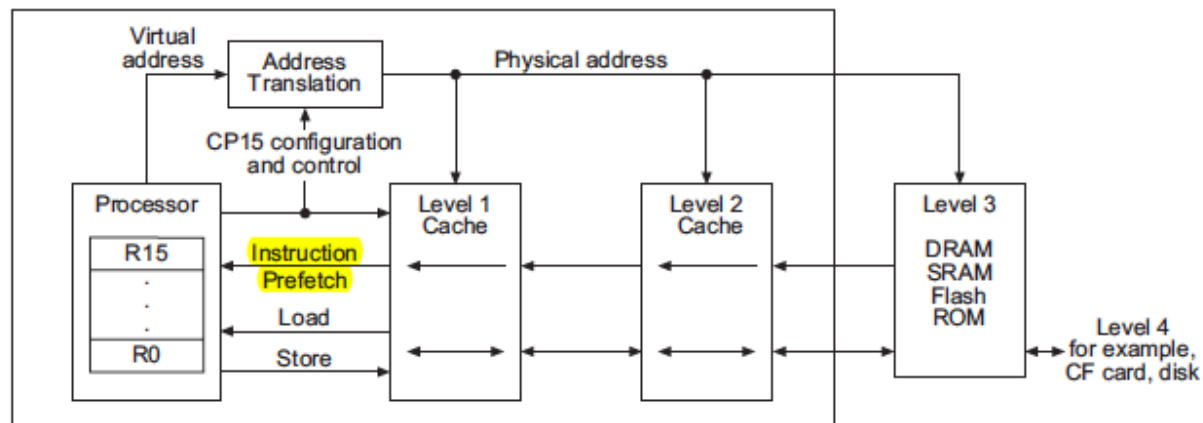 Virtual
address
Address
Translation
Physical address
CP15 configuration
and control
Processor
R15
.
.
.
R0
Instruction
Prefetch
Load
Store
Level 1
Cache
Level 2
Cache
Level 3
DRAM
SRAM
Flash
ROM
Level 4
for example,
CF card, disk